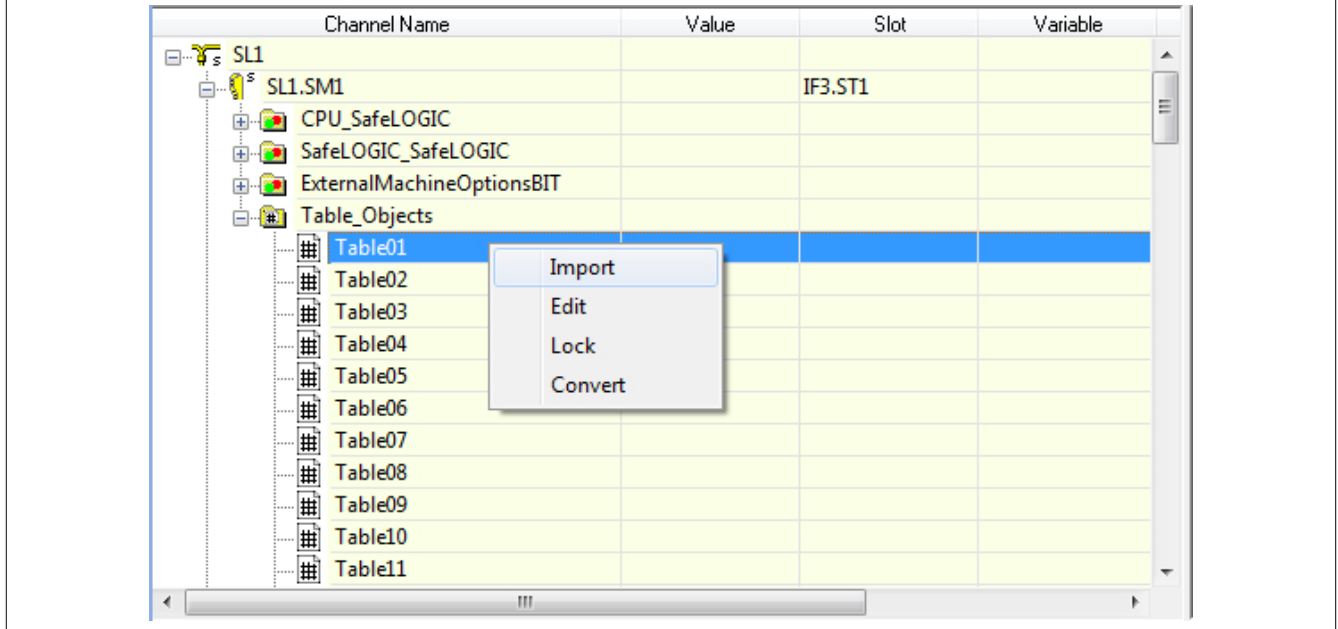 Channel Name Value Slot Variable
SL1
SL1.SM1 IF3.ST1
CPU_SafeLOGIC
SafeLOGIC_SafeLOGIC
ExternalMachineOptionsBIT
Table_Objects
Table01
Import
Table02
Edit
Table03
Table04
Lock
Table05
Convert
Table06
Table07
Table08
Table09
Table10
Table11